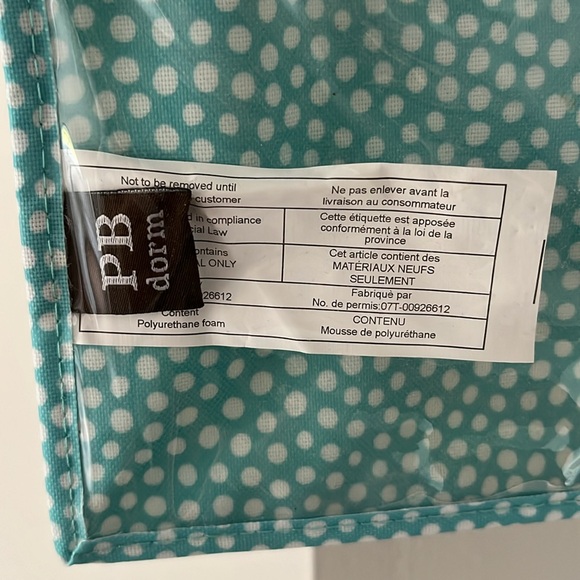 Not to be removed until
customer
in compliance
cial Law
ontains
AL ONLY
26612
Content
Polyurethane foam
Ne pas enlever avant la
livraison au consommateur
Cette étiquette est apposée
conformément à la loi de la
province
Cet article contient des
MATÉRIAUX NEUFS
SEULEMENT
Fabriqué par
No. de permis:07T-00926612
CONTENU
Mousse de polyuréthane
PB
dorm